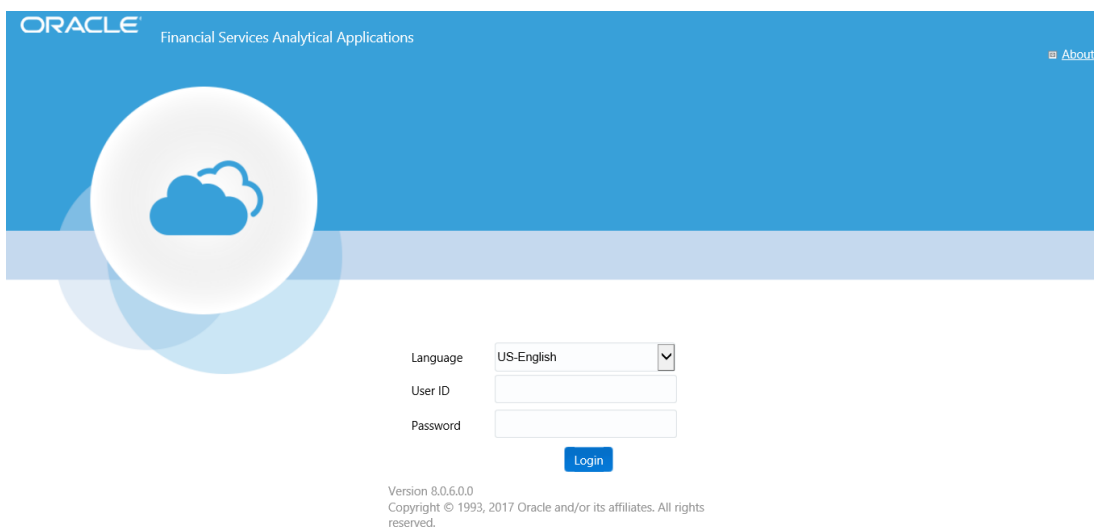 ORACLE
Financial Services Analytical Applications
About
Language US-English
User ID
Password
Login
Version 8.0.6.0.0
Copyright © 1993, 2017 Oracle and/or its affiliates. All rights
reserved.